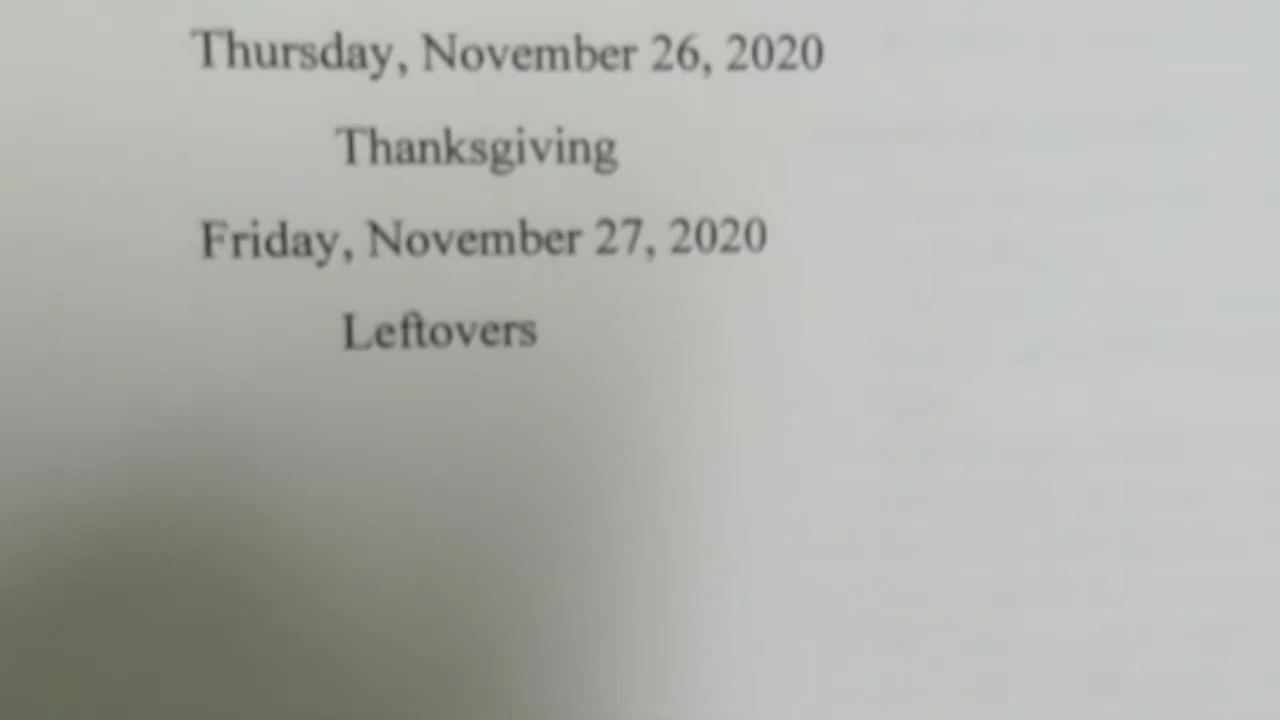 Thursday, November 26, 2020
Thanksgiving
Friday, November 27, 2020
Leftovers